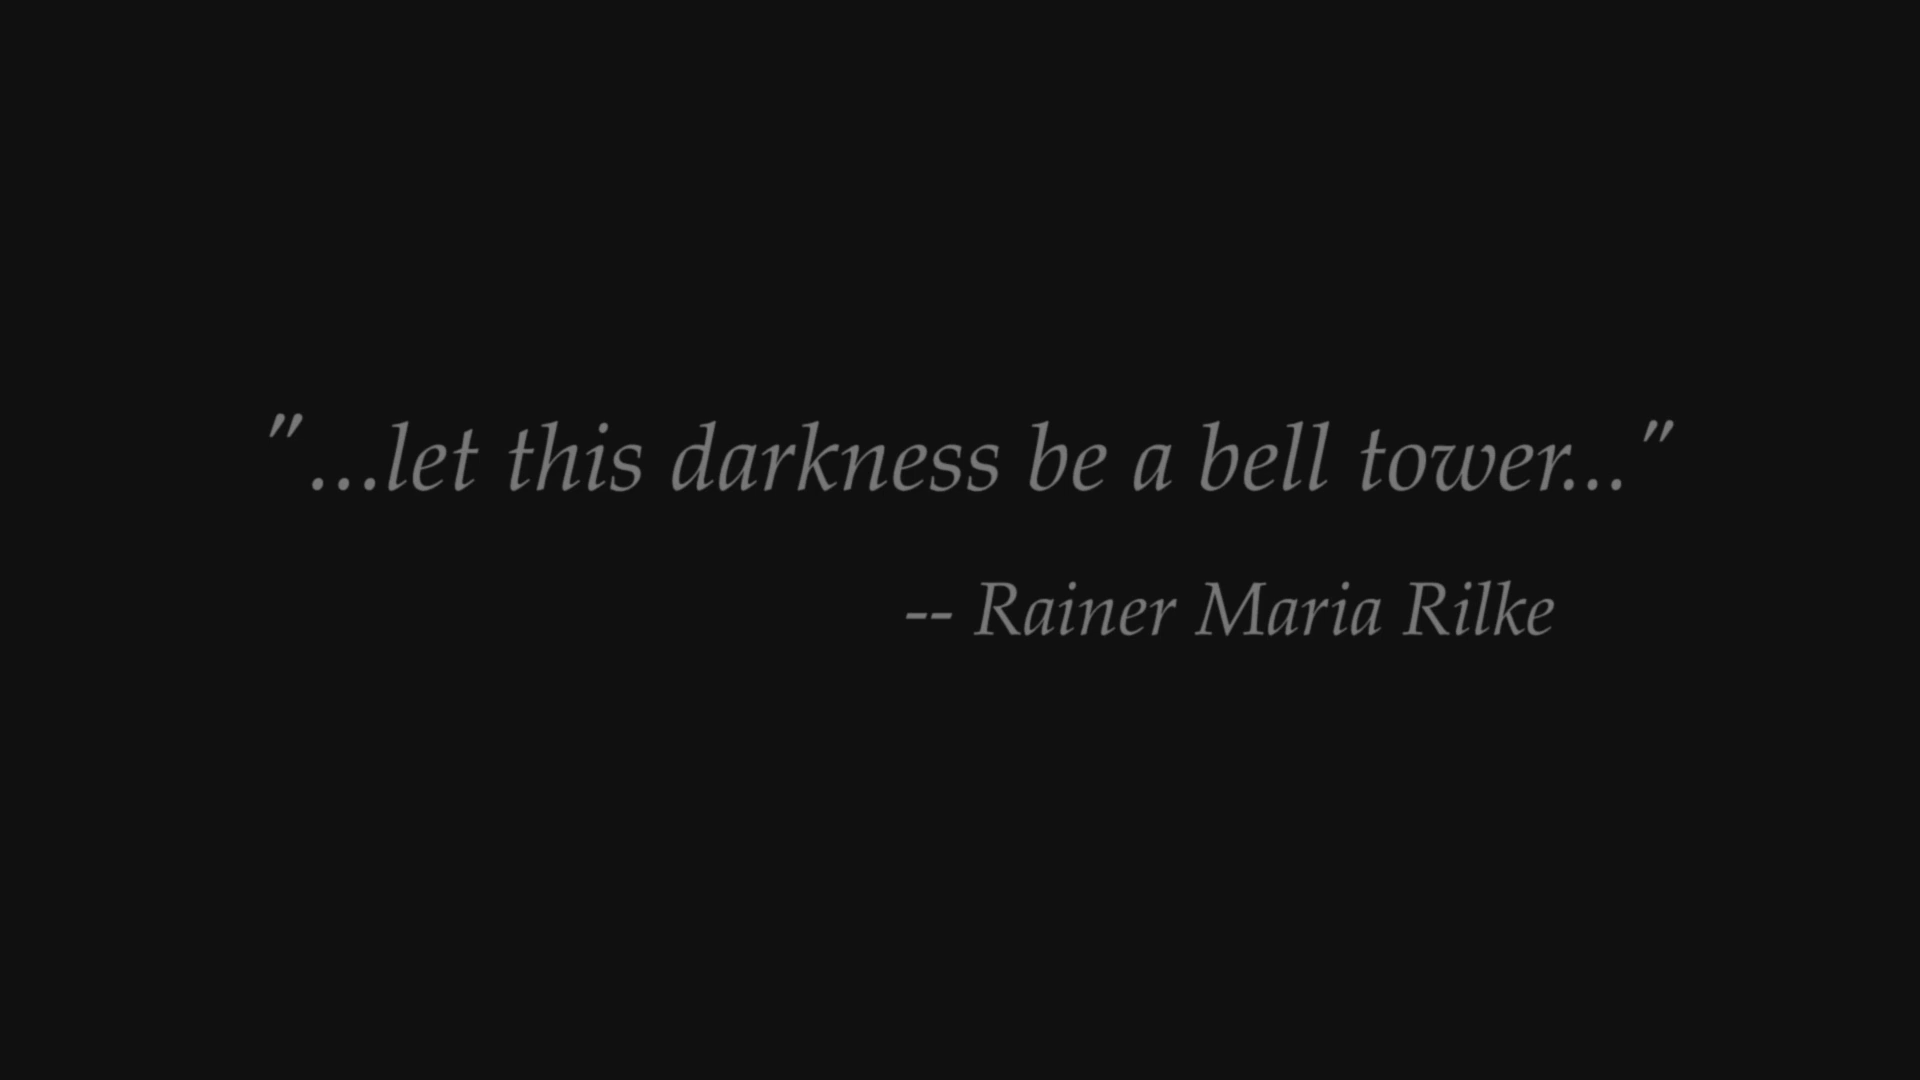 "...let this darkness be a bell tower..."
-- Rainer Maria Rilke